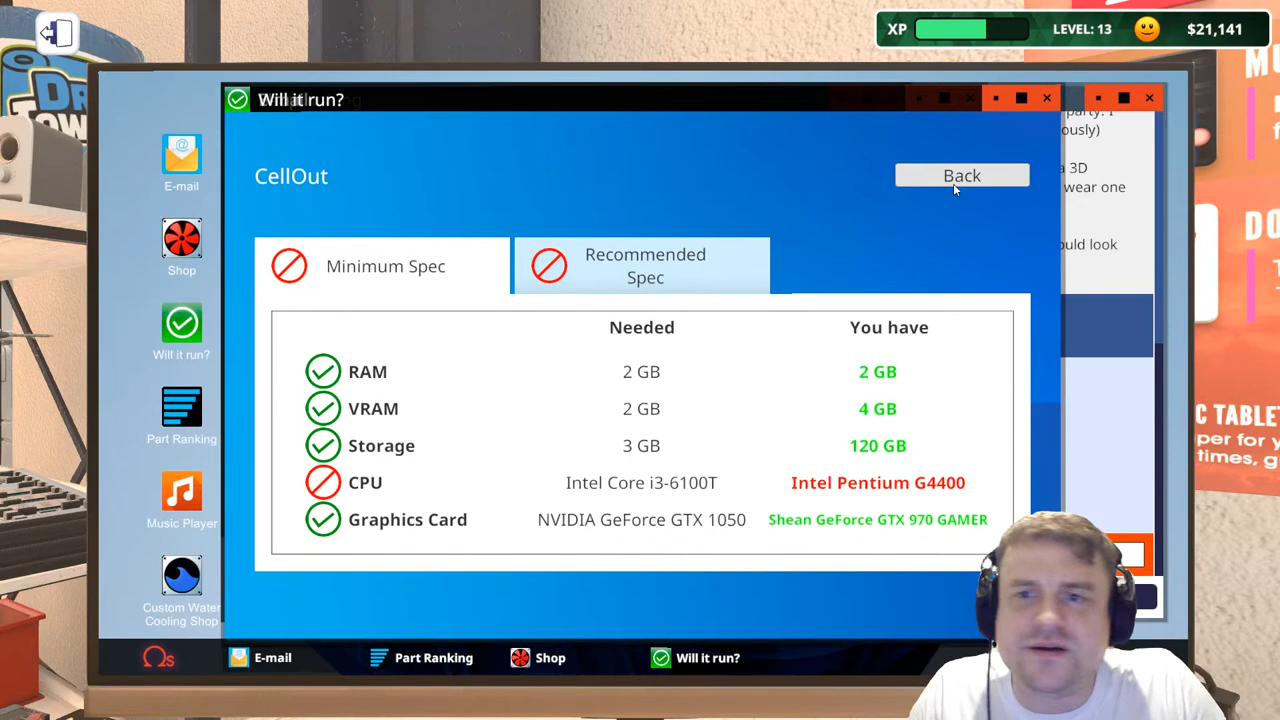 XP
LEVEL: 13
$21,141
Will it run?
party. I
ously)
a 3D
wear one
ould look
CellOut
Back
Minimum Spec
Recommended
Spec
Needed
You have
RAM
2 GB
2 GB
VRAM
2 GB
4 GB
Storage
3 GB
120 GB
CPU
Intel Core i3-6100T
Intel Pentium G4400
Graphics Card
NVIDIA GeForce GTX 1050
Shean GeForce GTX 970 GAMER
E-mail
Shop
Will it run?
Part Ranking
Music Player
Custom Water
Cooling Shop
E-mail
Part Ranking
Shop
Will it run?
DR
TOW
MU
DO
C TABLET
per for y
times, g